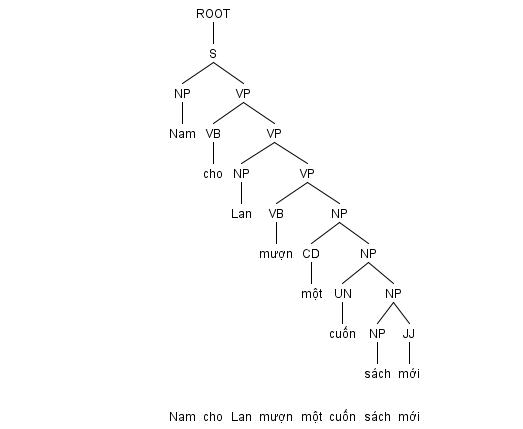 ROOT
S
NP VP
Nam VB VP
cho NP VP
Lan VB NP
mượn CD NP
một UN NP
cuốn NP JJ
sách mới
Nam cho Lan mượn một cuốn sách mới